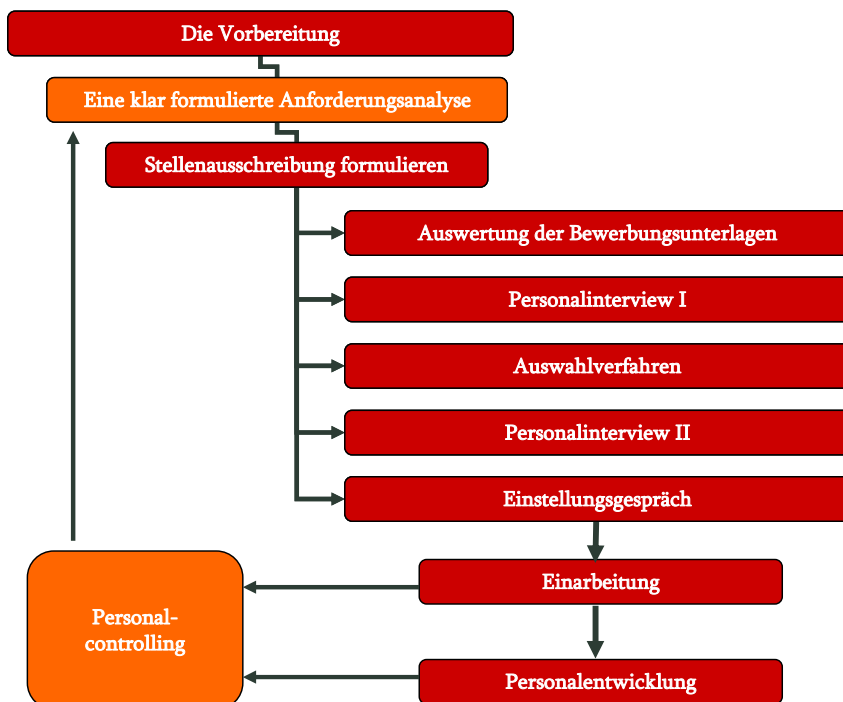 Die Vorbereitung
Eine klar formulierte Anforderungsanalyse
Stellenausschreibung formulieren
Auswertung der Bewerbungsunterlagen
Personalinterview I
Auswahlverfahren
Personalinterview II
Einstellungsgespräch
Einarbeitung
Personal-
controlling
Personalentwicklung